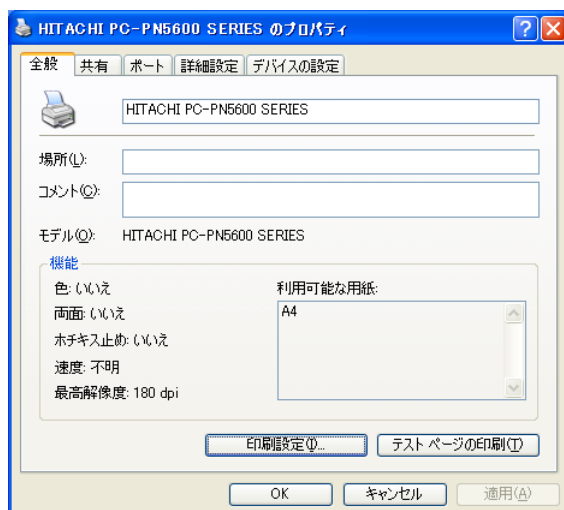 HITACHI PC-PN5600 SERIES のプロパティ
全般 共有 ポート 詳細設定 デバイスの設定
HITACHI PC-PN5600 SERIES
場所(L):
コメント(C):
モデル(O): HITACHI PC-PN5600 SERIES
機能
色: いいえ 利用可能な用紙:
両面: いいえ A4
ホチキス止め: いいえ
速度: 不明
最高解像度: 180 dpi
印刷設定(I)... テスト ページの印刷(T)
OK キャンセル 適用(A)